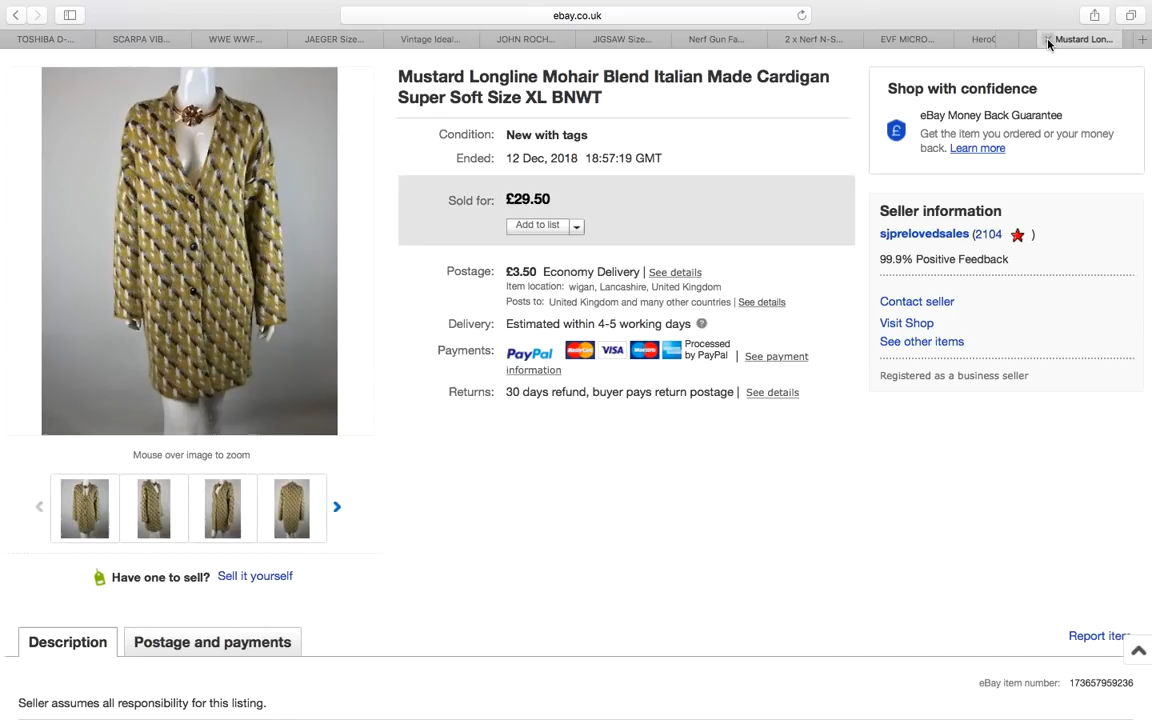 ebay.co.uk
TOSHIBA D-...
SCARPA VIB...
WWE WWF...
JAEGER Size...
Vintage Ideal...
JOHN ROCH...
JIGSAW Size...
Nerf Gun Fa...
2 x Nerf N-S...
EVF MICRO...
Mustard Lon...
Mustard Longline Mohair Blend Italian Made Cardigan
Super Soft Size XL BNWT
Condition: New with tags
Ended: 12 Dec, 2018 18:57:19 GMT
Sold for: £29.50
Add to list
Postage: £3.50 Economy Delivery | See details
Item location: wigan, Lancashire, United Kingdom
Posts to: United Kingdom and many other countries | See details
Delivery: Estimated within 4-5 working days
Payments: PayPal MasterCard VISA Maestro Processed
by PayPal | See payment
information
Returns: 30 days refund, buyer pays return postage | See details
Shop with confidence
eBay Money Back Guarantee
Get the item you ordered or your money
back. Learn more
Seller information
sjprelovedsales (2104 )
99.9% Positive Feedback
Contact seller
Visit Shop
See other items
Registered as a business seller
Mouse over image to zoom
Have one to sell? Sell it yourself
Description
Postage and payments
Report item
eBay item number: 173657959236
Seller assumes all responsibility for this listing.